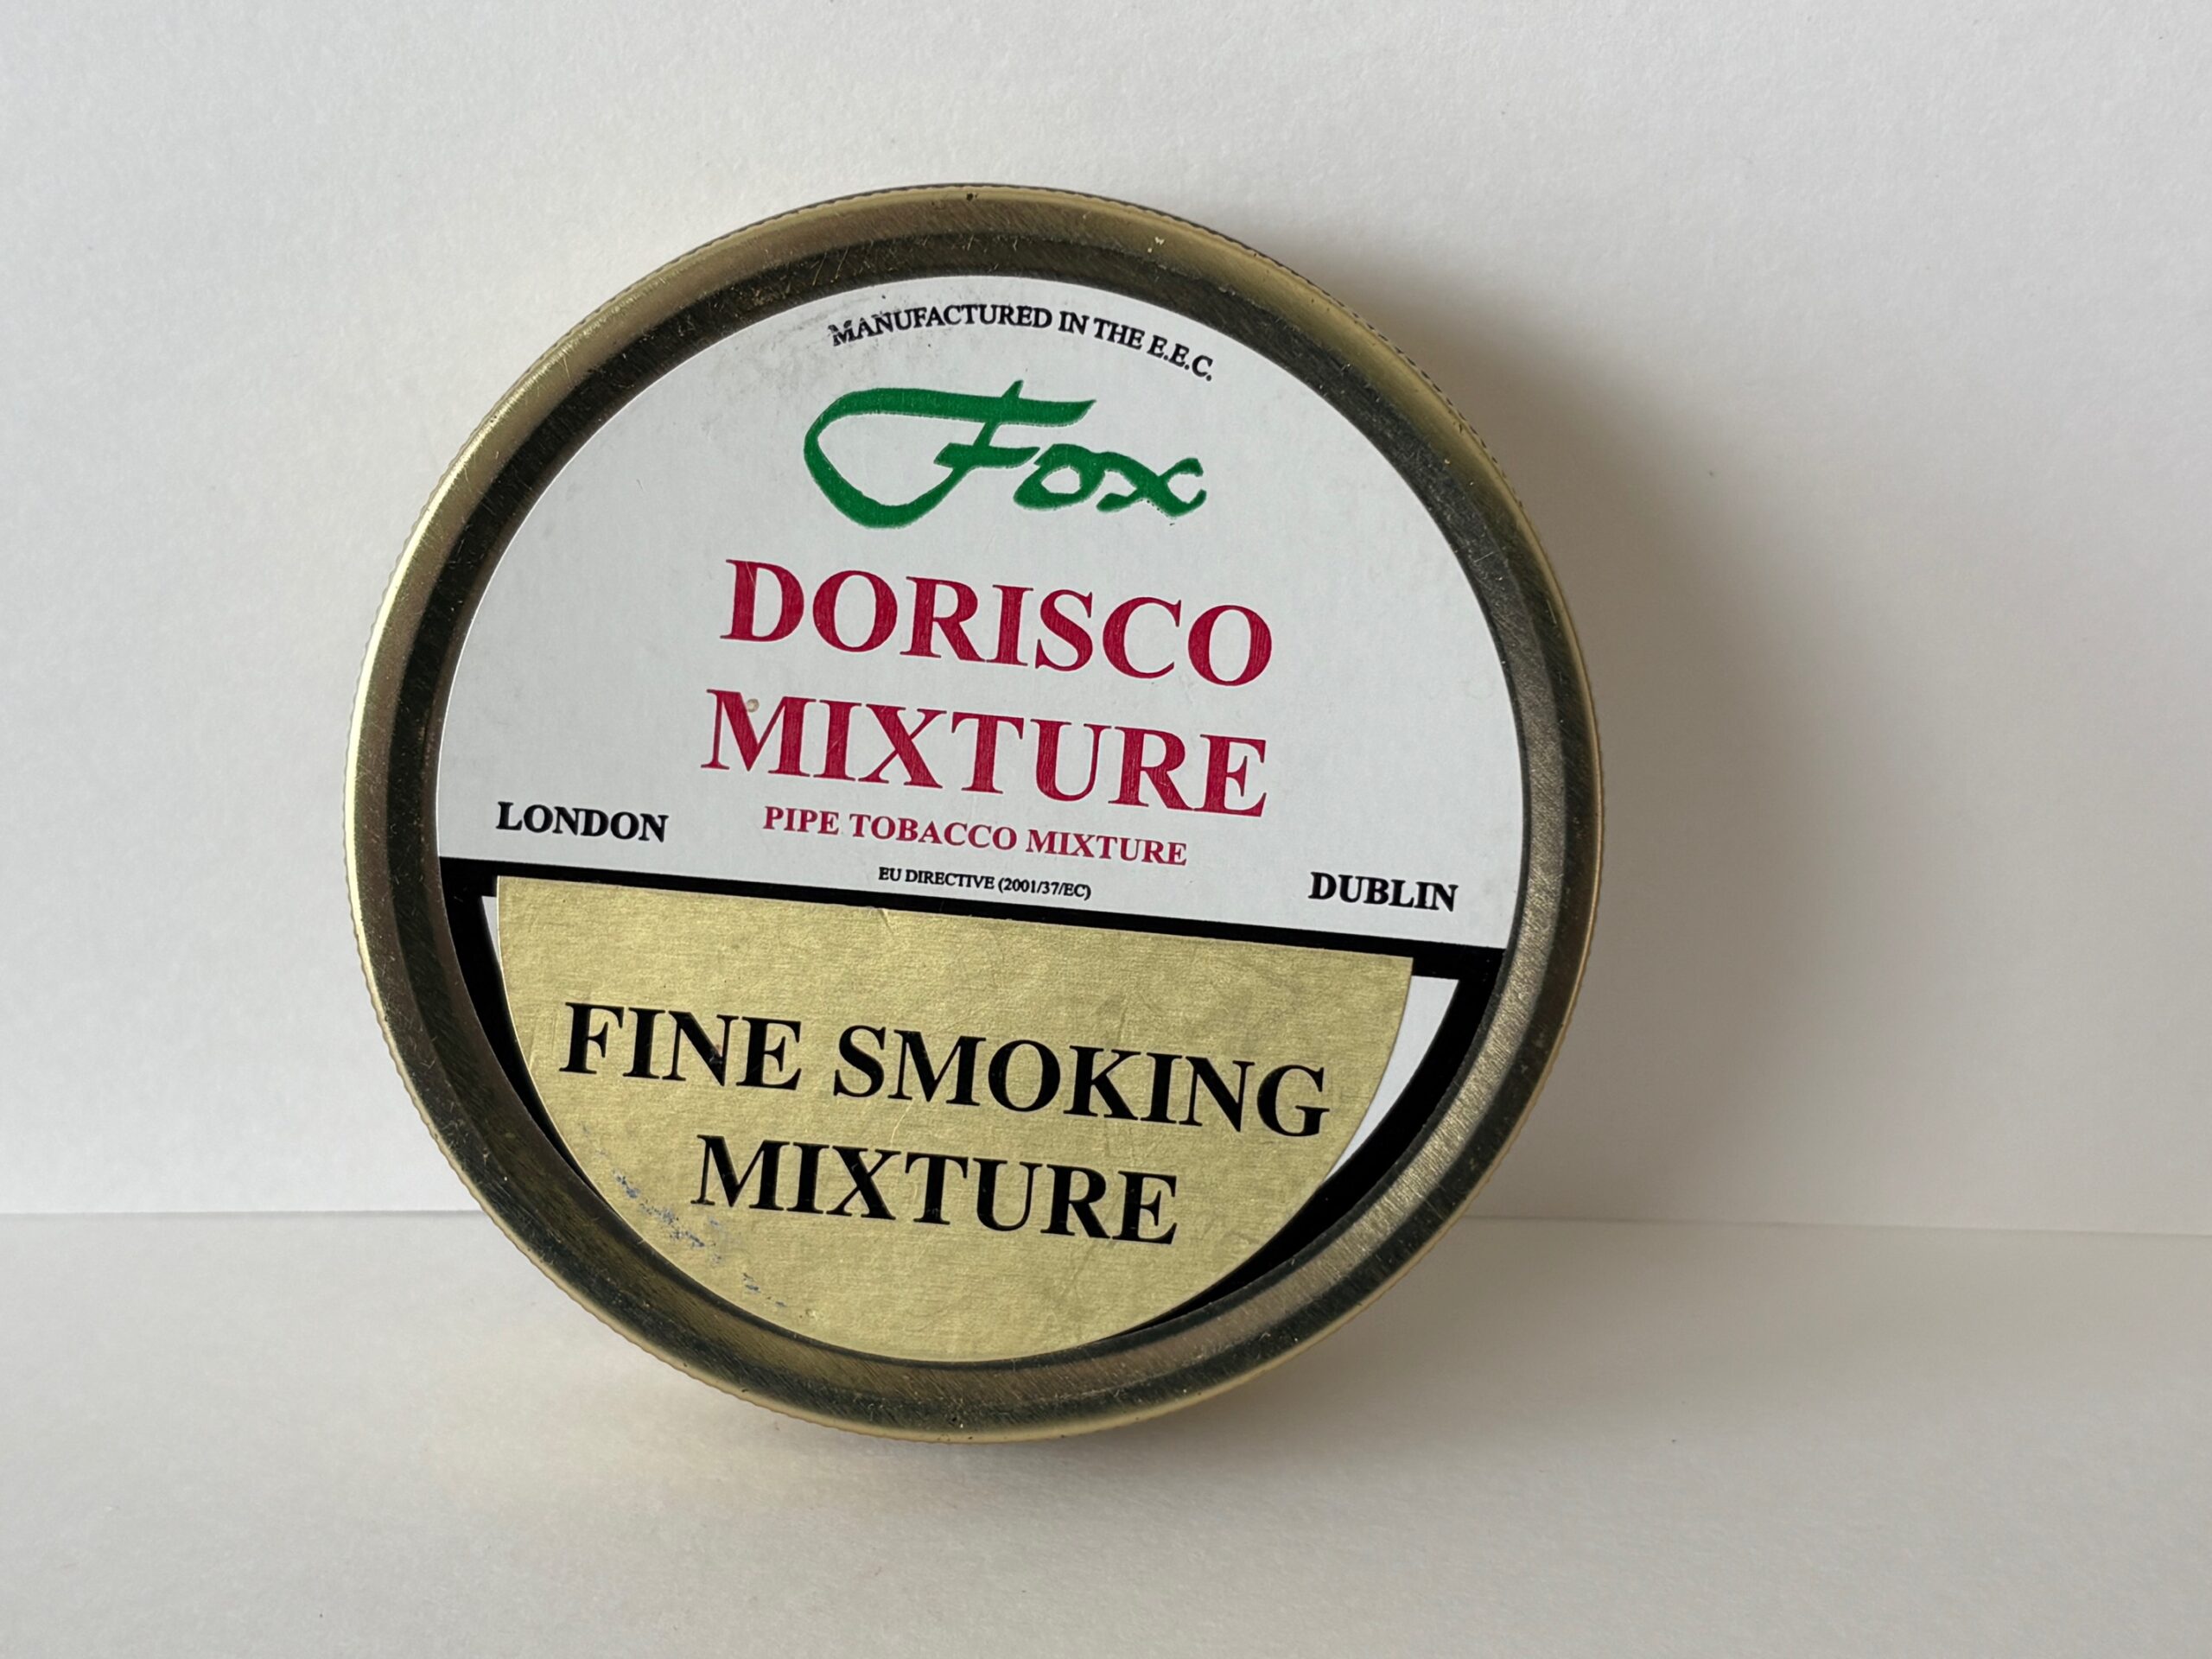 MANUFACTURED IN THE E.E.C.
Fox
DORISCO
MIXTURE
LONDON
PIPE TOBACCO MIXTURE
EU DIRECTIVE (2001/37/EC)
DUBLIN
FINE SMOKING
MIXTURE